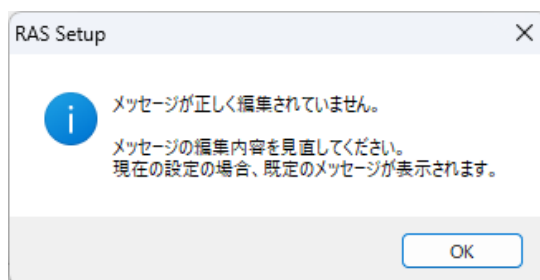 RAS Setup
メッセージが正しく編集されていません。
メッセージの編集内容を見直してください。
現在の設定の場合、既定のメッセージが表示されます。
OK